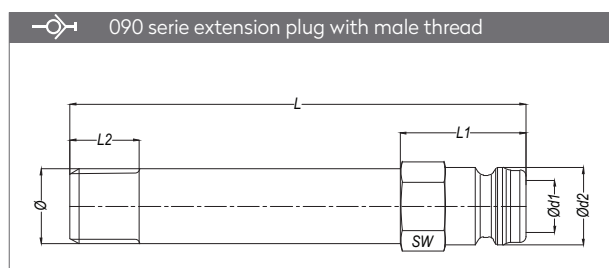 090 serie extension plug with male thread
L
L2
L1
Ø
SW
Ød1
Ød2